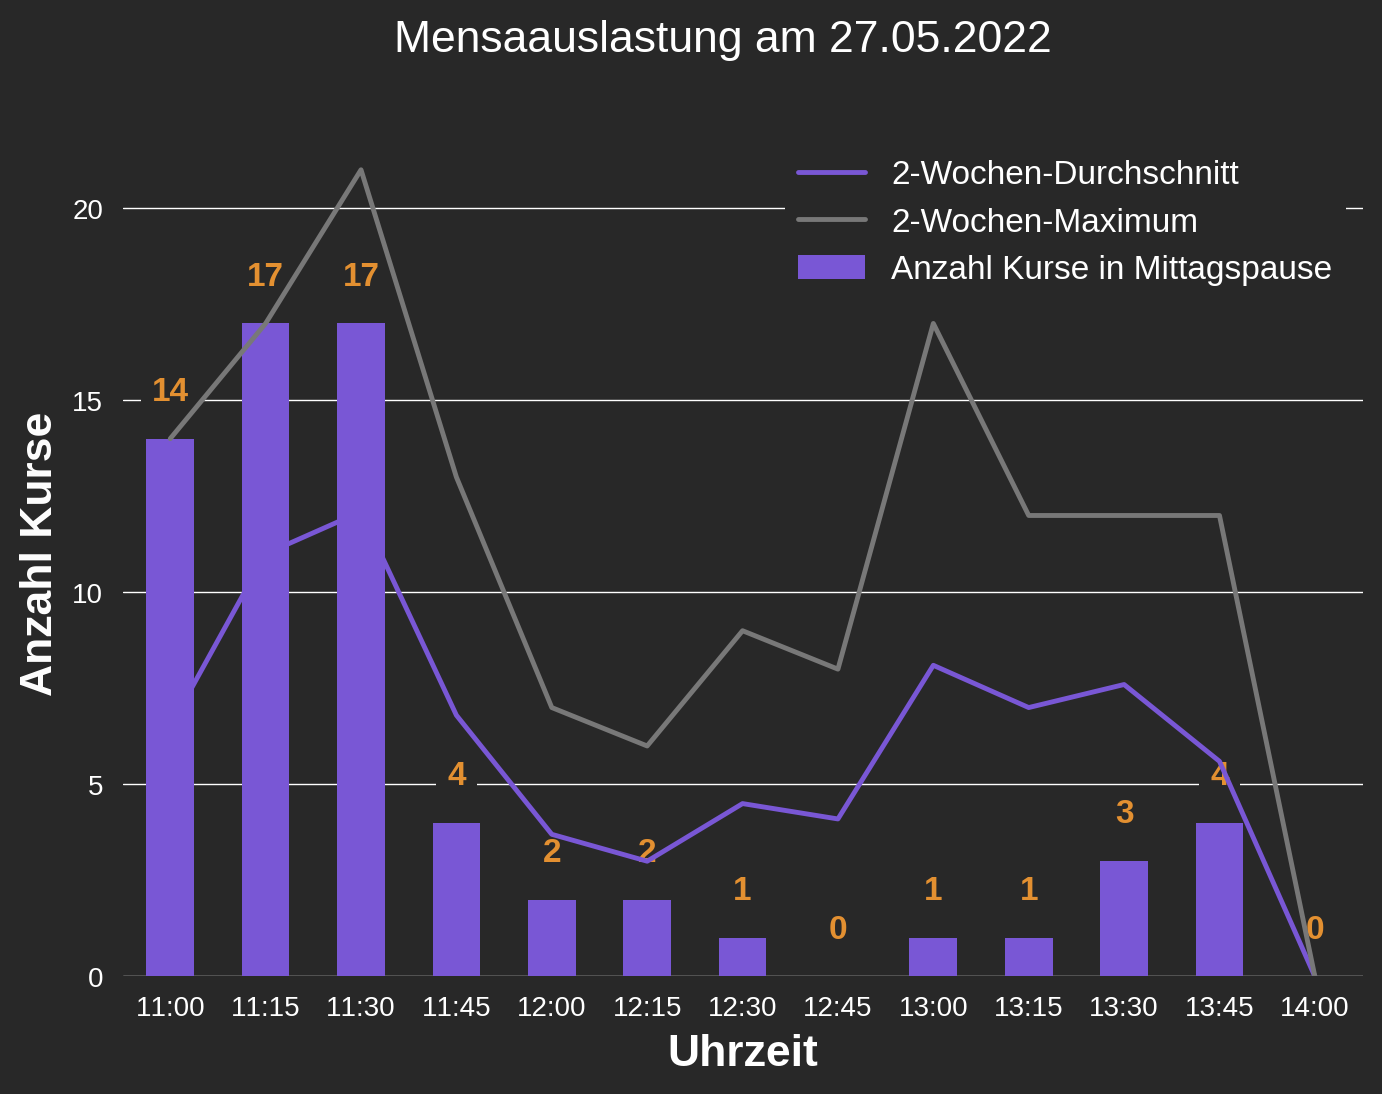 Mensaauslastung am 27.05.2022
2-Wochen-Durchschnitt
2-Wochen-Maximum
Anzahl Kurse in Mittagspause
Anzahl Kurse
20
15
10
5
0
14
17
17
4
2
2
1
0
1
1
3
4
0
11:00 11:15 11:30 11:45 12:00 12:15 12:30 12:45 13:00 13:15 13:30 13:45 14:00
Uhrzeit